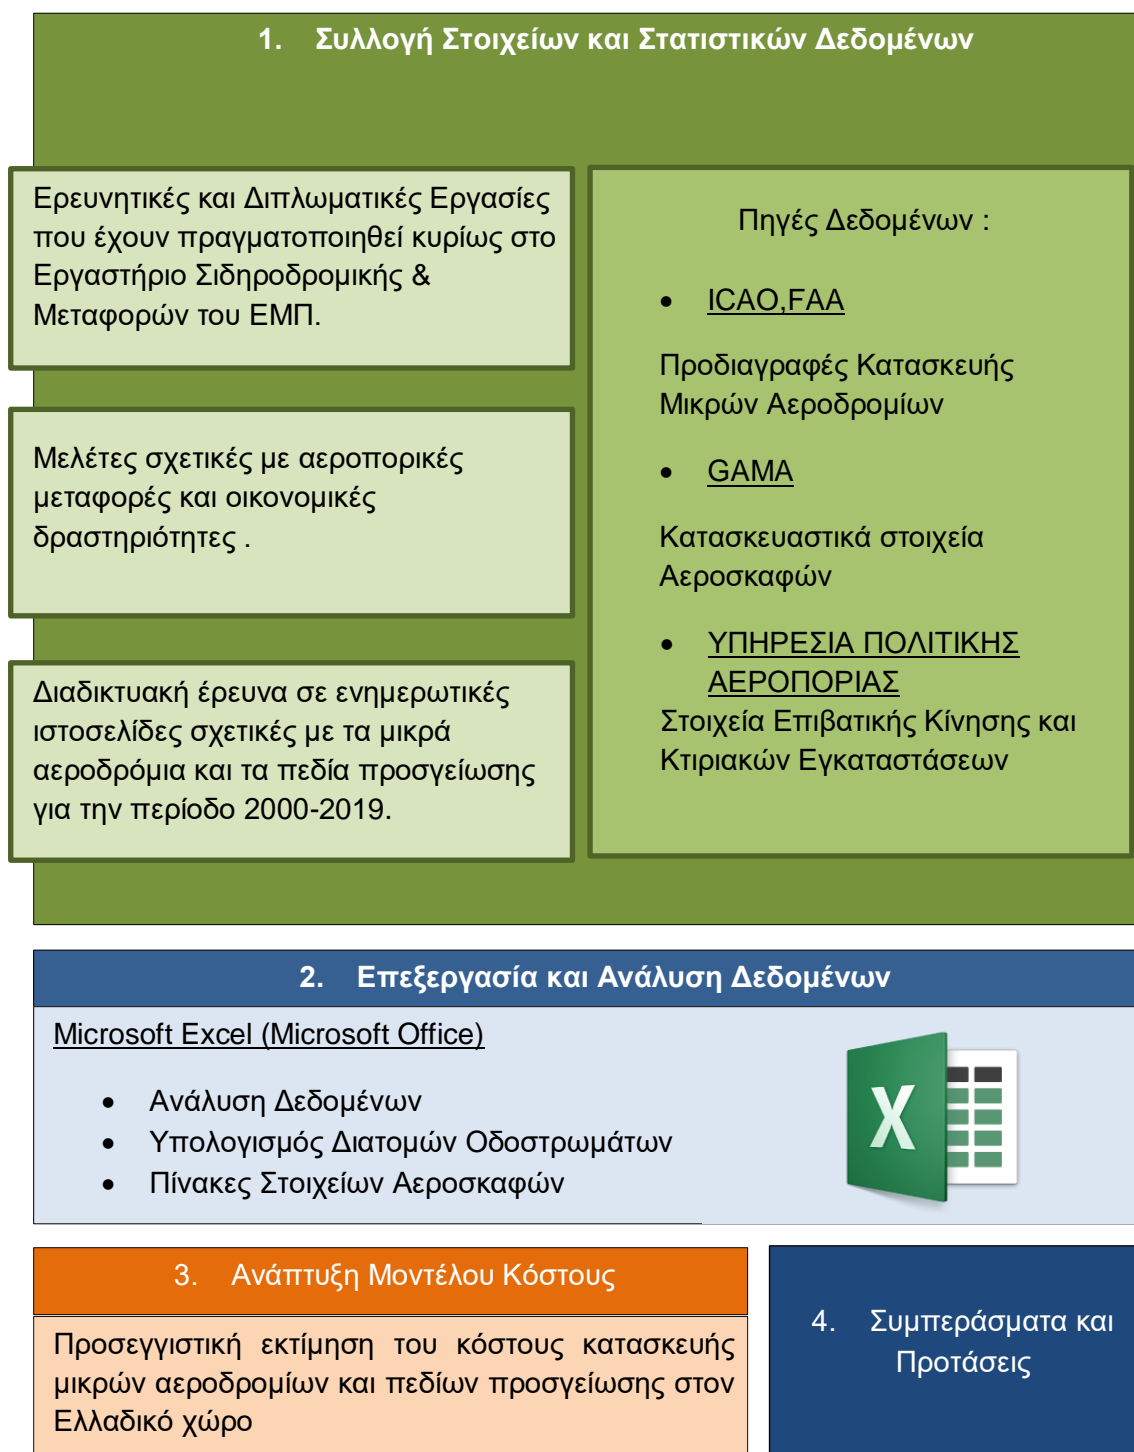 1. Συλλογή Στοιχείων και Στατιστικών Δεδομένων
Ερευνητικές και Διπλωματικές Εργασίες
που έχουν πραγματοποιηθεί κυρίως στο
Εργαστήριο Σιδηροδρομικής &
Μεταφορών του ΕΜΠ.
Μελέτες σχετικές με αεροπορικές
μεταφορές και οικονομικές
δραστηριότητες .
Διαδικτυακή έρευνα σε ενημερωτικές
ιστοσελίδες σχετικές με τα μικρά
αεροδρόμια και τα πεδία προσγείωσης
για την περίοδο 2000-2019.
Πηγές Δεδομένων :
• ICAO,FAA
Προδιαγραφές Κατασκευής
Μικρών Αεροδρομίων
• GAMA
Κατασκευαστικά στοιχεία
Αεροσκαφών
• ΥΠΗΡΕΣΙΑ ΠΟΛΙΤΙΚΗΣ
ΑΕΡΟΠΟΡΙΑΣ
Στοιχεία Επιβατικής Κίνησης και
Κτιριακών Εγκαταστάσεων
2. Επεξεργασία και Ανάλυση Δεδομένων
Microsoft Excel (Microsoft Office)
• Ανάλυση Δεδομένων
• Υπολογισμός Διατομών Οδοστρωμάτων
• Πίνακες Στοιχείων Αεροσκαφών
X
3. Ανάπτυξη Μοντέλου Κόστους
Προσεγγιστική εκτίμηση του κόστους κατασκευής
μικρών αεροδρομίων και πεδίων προσγείωσης στον
Ελλαδικό χώρο
4. Συμπεράσματα και
Προτάσεις